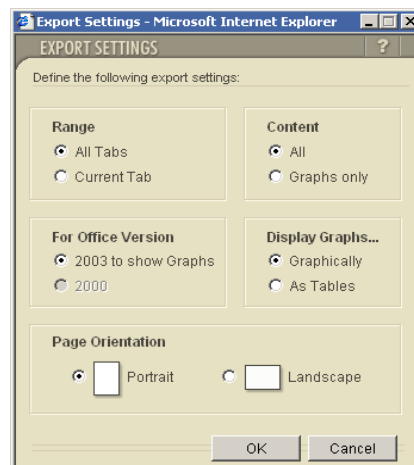 Export Settings - Microsoft Internet Explorer
EXPORT SETTINGS ?
Define the following export settings:
Range
All Tabs
Current Tab
Content
All
Graphs only
For Office Version
2003 to show Graphs
2000
Display Graphs...
Graphically
As Tables
Page Orientation
Portrait Landscape
OK Cancel